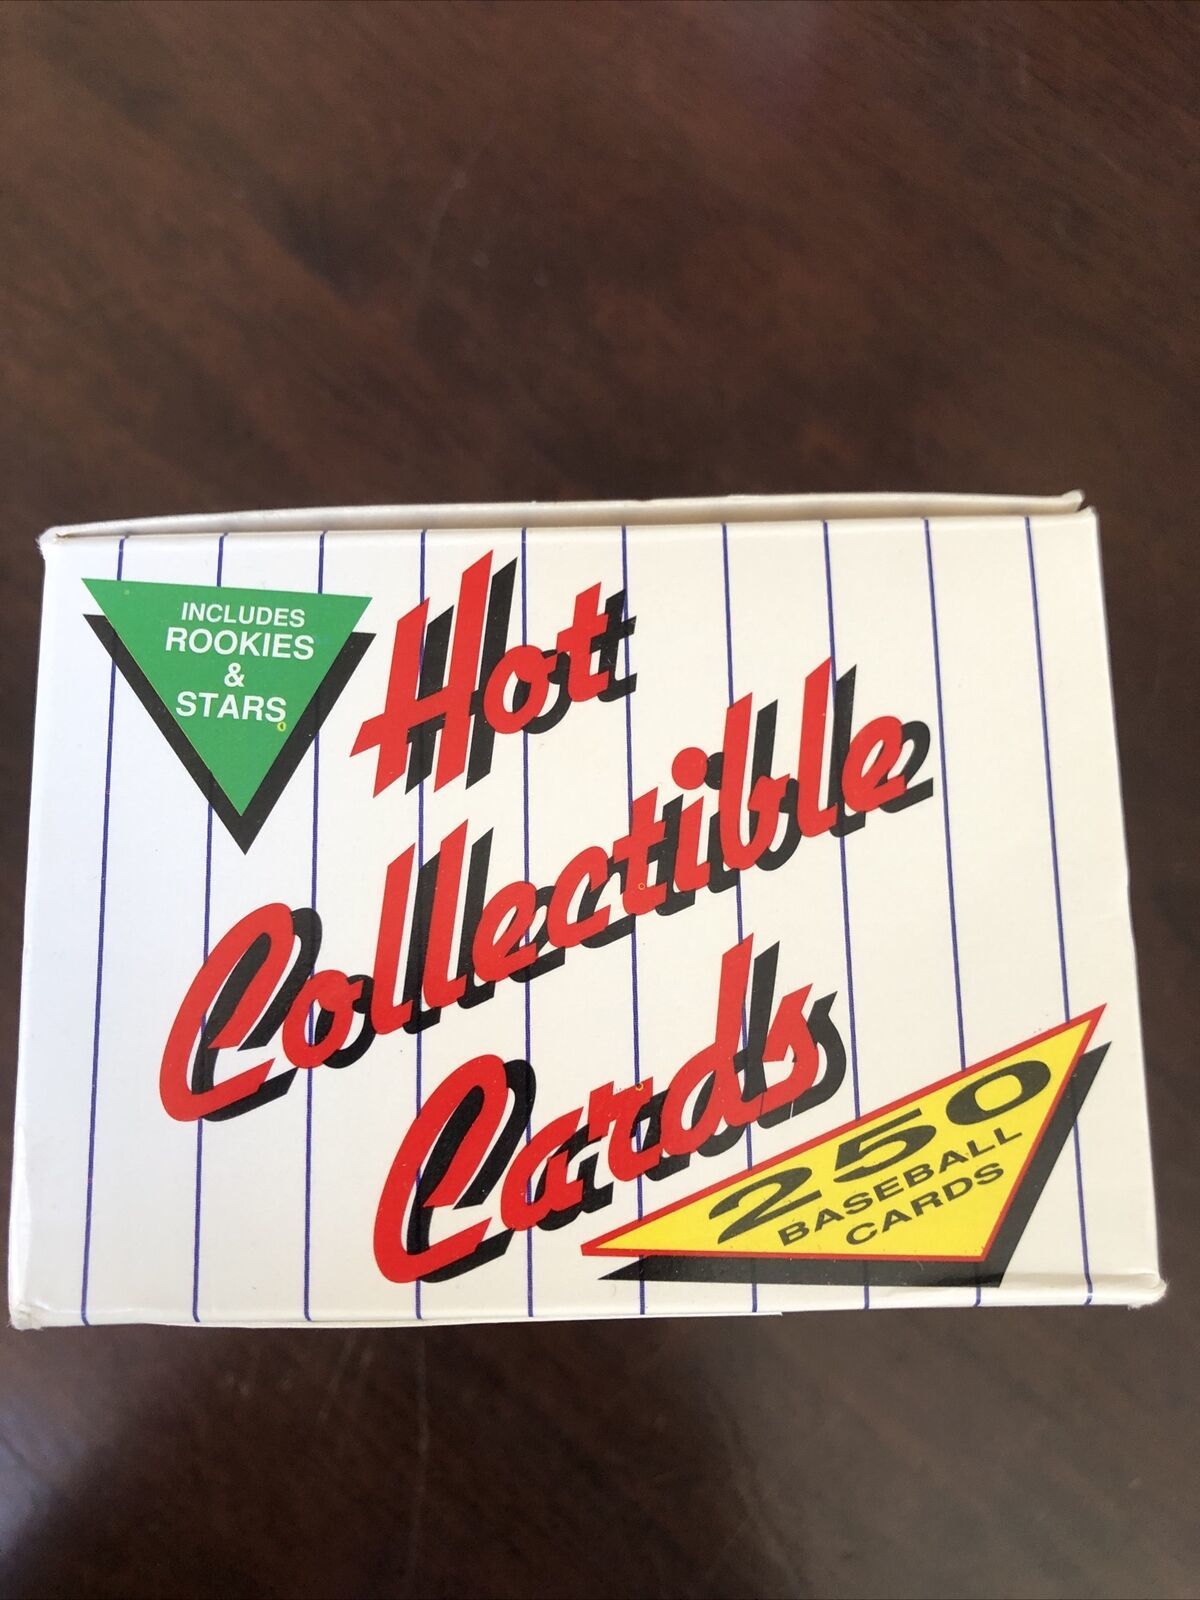 INCLUDES
ROOKIES
&
STARS
Hot
Collectible
Cards
250
BASEBALL
CARDS